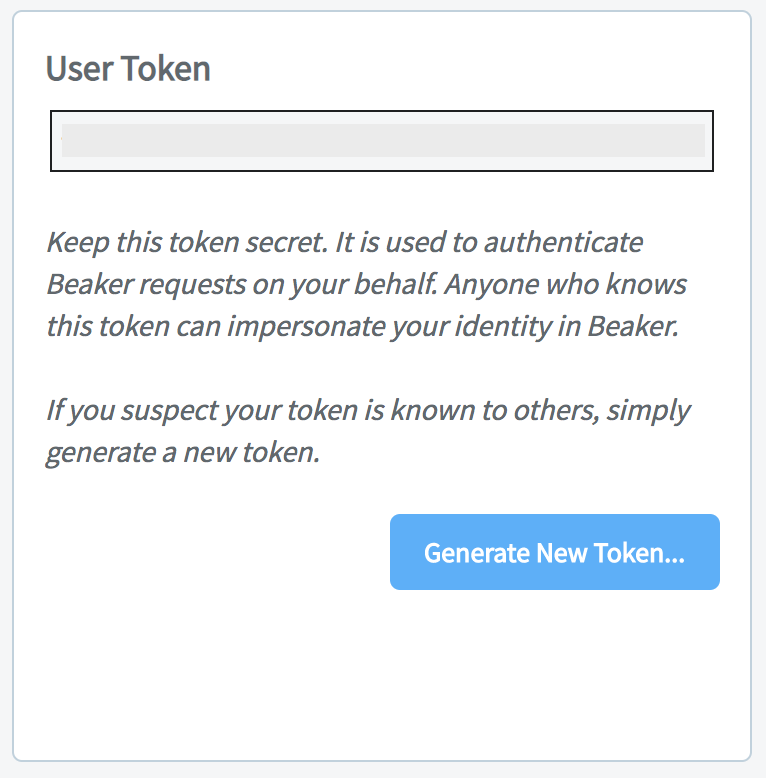 User Token
Keep this token secret. It is used to authenticate
Beaker requests on your behalf. Anyone who knows
this token can impersonate your identity in Beaker.
If you suspect your token is known to others, simply
generate a new token.
Generate New Token...